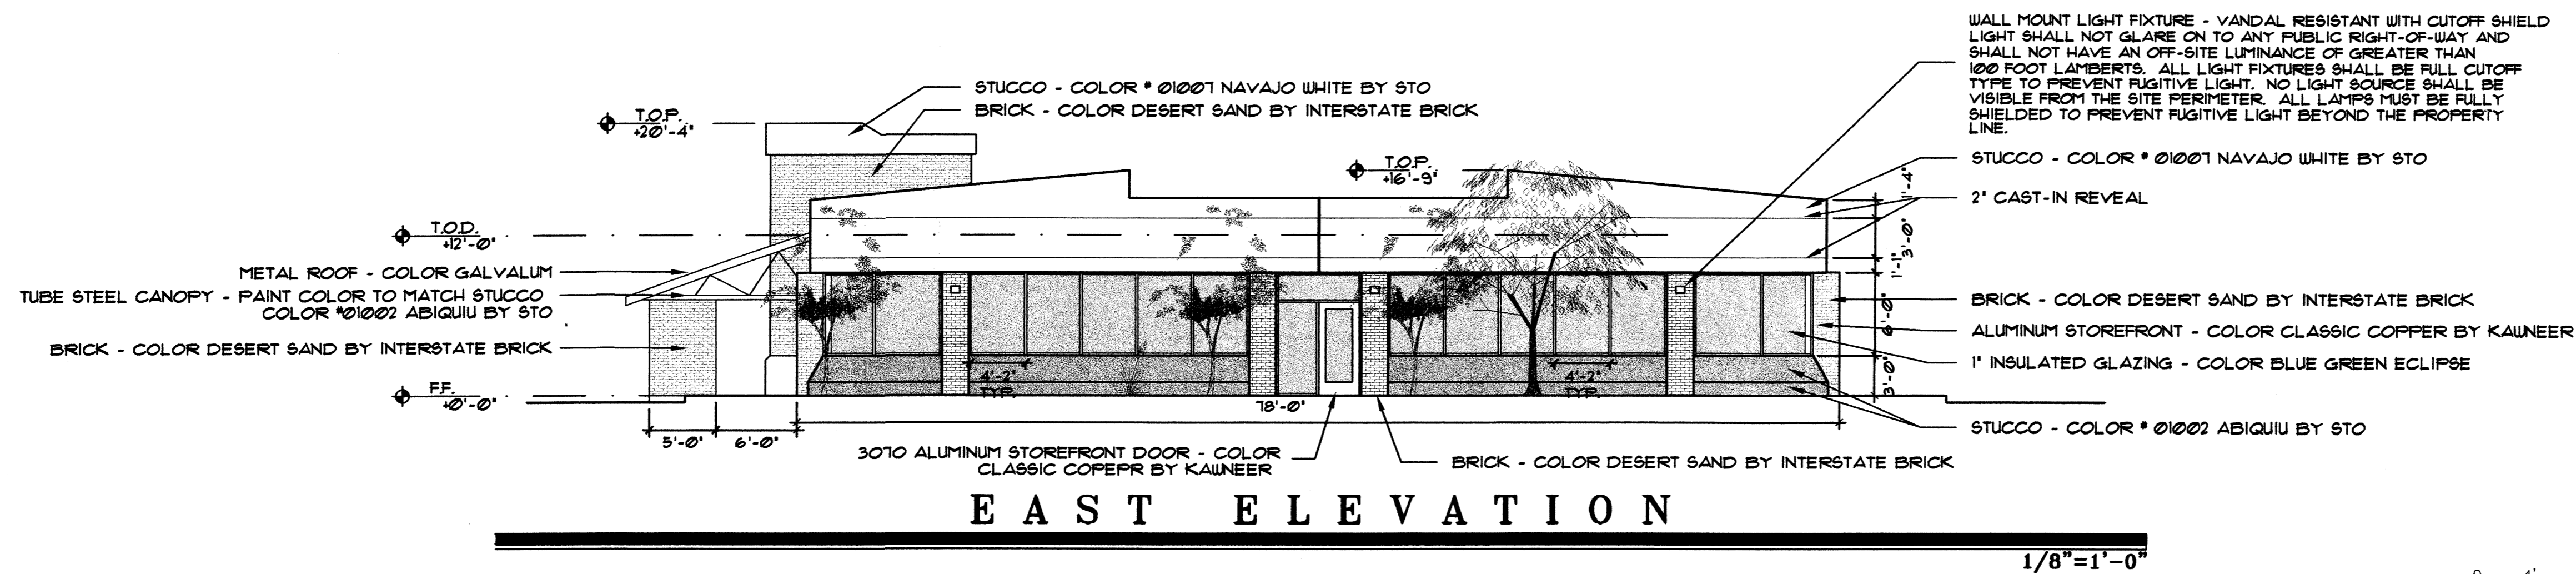 WALL MOUNT LIGHT FIXTURE - VANDAL RESISTANT WITH CUTOFF SHIELD
LIGHT SHALL NOT GLARE ON TO ANY PUBLIC RIGHT-OF-WAY AND
SHALL NOT HAVE AN OFF-SITE LUMINANCE OF GREATER THAN
100 FOOT LAMBERTS. ALL LIGHT FIXTURES SHALL BE FULL CUTOFF
TYPE TO PREVENT FUGITIVE LIGHT. NO LIGHT SOURCE SHALL BE
VISIBLE FROM THE SITE PERIMETER. ALL LAMPS MUST BE FULLY
SHIELDED TO PREVENT FUGITIVE LIGHT BEYOND THE PROPERTY
LINE.
STUCCO - COLOR # 01007 NAVAJO WHITE BY STO
BRICK - COLOR DESERT SAND BY INTERSTATE BRICK
T.O.P.
+20'-4"
T.O.P.
+16'-9"
STUCCO - COLOR # 01007 NAVAJO WHITE BY STO
2" CAST-IN REVEAL
1'-4"
3'-0"
1'-1"
6'-0"
3'-0"
T.O.D.
+12'-0"
METAL ROOF - COLOR GALVALUM
TUBE STEEL CANOPY - PAINT COLOR TO MATCH STUCCO
COLOR #01002 ABIQUIU BY STO
BRICK - COLOR DESERT SAND BY INTERSTATE BRICK
BRICK - COLOR DESERT SAND BY INTERSTATE BRICK
ALUMINUM STOREFRONT - COLOR CLASSIC COPPER BY KAWNEER
1" INSULATED GLAZING - COLOR BLUE GREEN ECLIPSE
F.F.
+0'-0"
4'-2"
TYP.
4'-2"
TYP.
78'-0"
5'-0"
6'-0"
STUCCO - COLOR # 01002 ABIQUIU BY STO
3070 ALUMINUM STOREFRONT DOOR - COLOR
CLASSIC COPEPR BY KAWNEER
BRICK - COLOR DESERT SAND BY INTERSTATE BRICK
EAST ELEVATION
1/8"=1'-0"